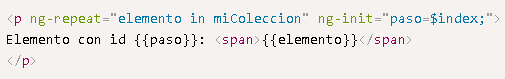 <p ng-repeat="elemento in miColeccion" ng-init="paso=$index;">
Elemento con id {{paso}}: <span>{{elemento}}</span>
</p>